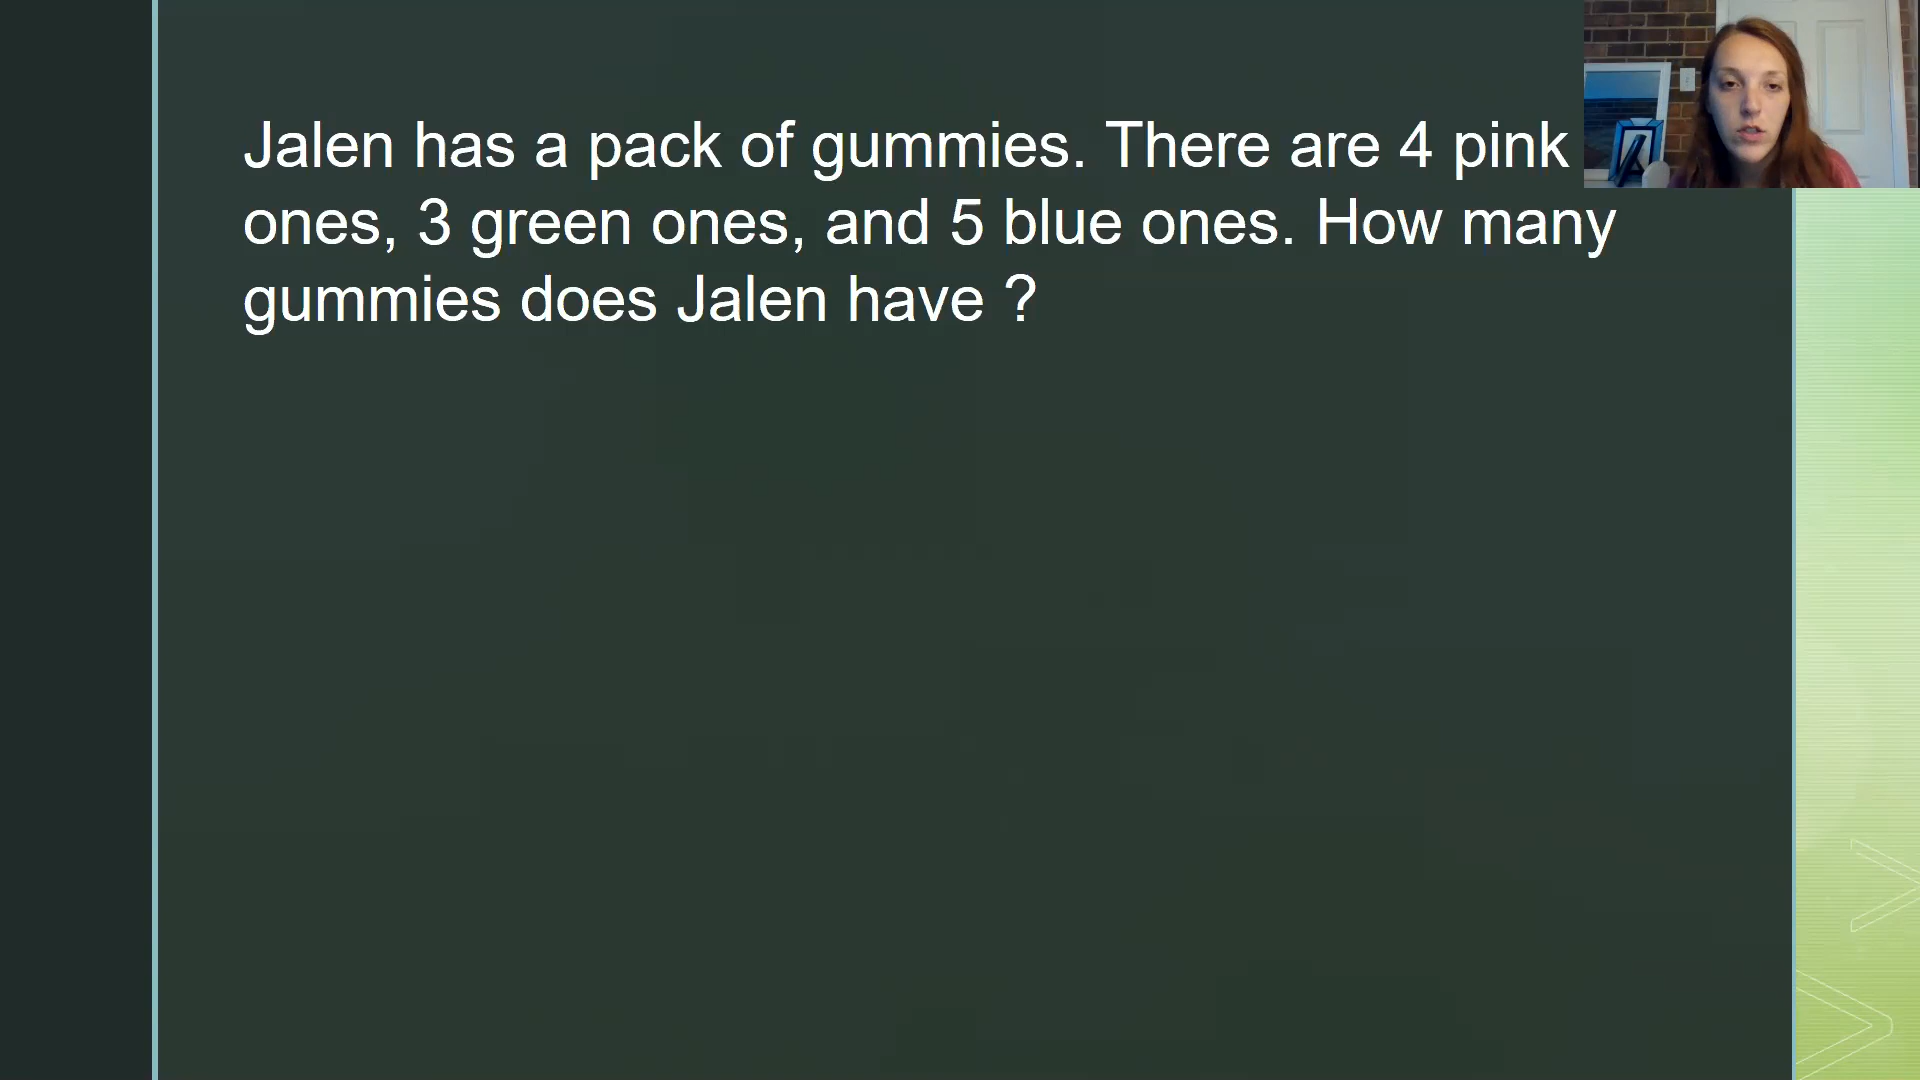 Jalen has a pack of gummies. There are 4 pink
ones, 3 green ones, and 5 blue ones. How many
gummies does Jalen have ?